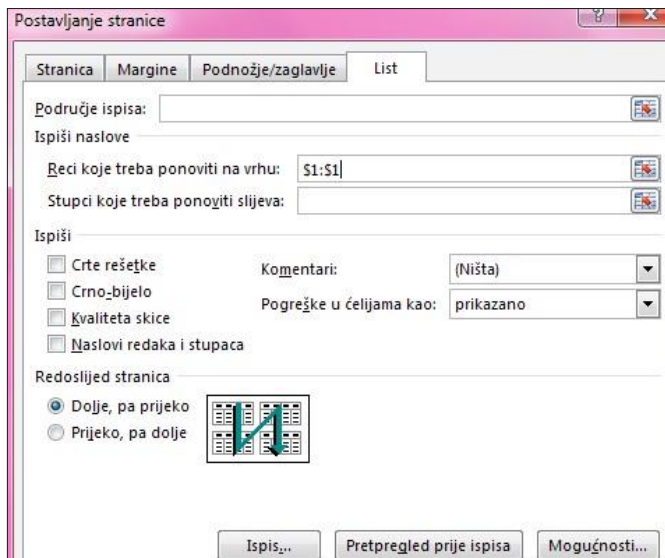 Postavljanje stranice
Stranica Margine Podnožje/zaglavlje List
Područje ispisa:
Ispiši naslove
Reci koje treba ponoviti na vrhu: $1:$1
Stupci koje treba ponoviti slijeva:
Ispiši
Crte rešetke
Komentari: (Ništa)
Crno-bijelo
Pogreške u ćelijama kao: prikazano
Kvaliteta skice
Naslovi redaka i stupaca
Redoslijed stranica
Dolje, pa prijeko
Prijeko, pa dolje
Ispis... Pretpregled prije ispisa Mogućnosti...